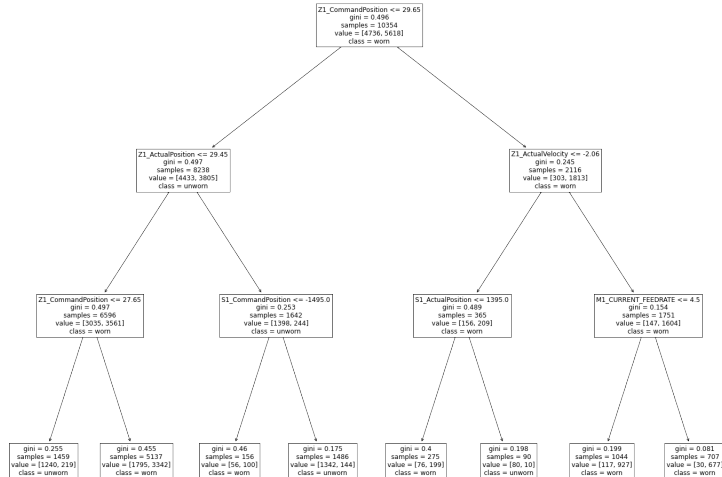 Z1_CommandPosition <= 29.65
gini = 0.496
samples = 10354
value = [4736, 5618]
class = worn
Z1_ActualPosition <= 29.45
gini = 0.497
samples = 8238
value = [4433, 3805]
class = unworn
Z1_ActualVelocity <= -2.06
gini = 0.245
samples = 2116
value = [303, 1813]
class = worn
Z1_CommandPosition <= 27.65
gini = 0.497
samples = 6596
value = [3035, 3561]
class = worn
S1_CommandPosition <= -1495.0
gini = 0.253
samples = 1642
value = [1398, 244]
class = unworn
S1_ActualPosition <= 1395.0
gini = 0.489
samples = 365
value = [156, 209]
class = worn
M1_CURRENT_FEEDRATE <= 4.5
gini = 0.154
samples = 1751
value = [147, 1604]
class = worn
gini = 0.255
samples = 1459
value = [1240, 219]
class = unworn
gini = 0.455
samples = 5137
value = [1795, 3342]
class = worn
gini = 0.46
samples = 156
value = [56, 100]
class = worn
gini = 0.175
samples = 1486
value = [1342, 144]
class = unworn
gini = 0.4
samples = 275
value = [76, 199]
class = worn
gini = 0.198
samples = 90
value = [80, 10]
class = unworn
gini = 0.199
samples = 1044
value = [117, 927]
class = worn
gini = 0.081
samples = 707
value = [30, 677]
class = worn